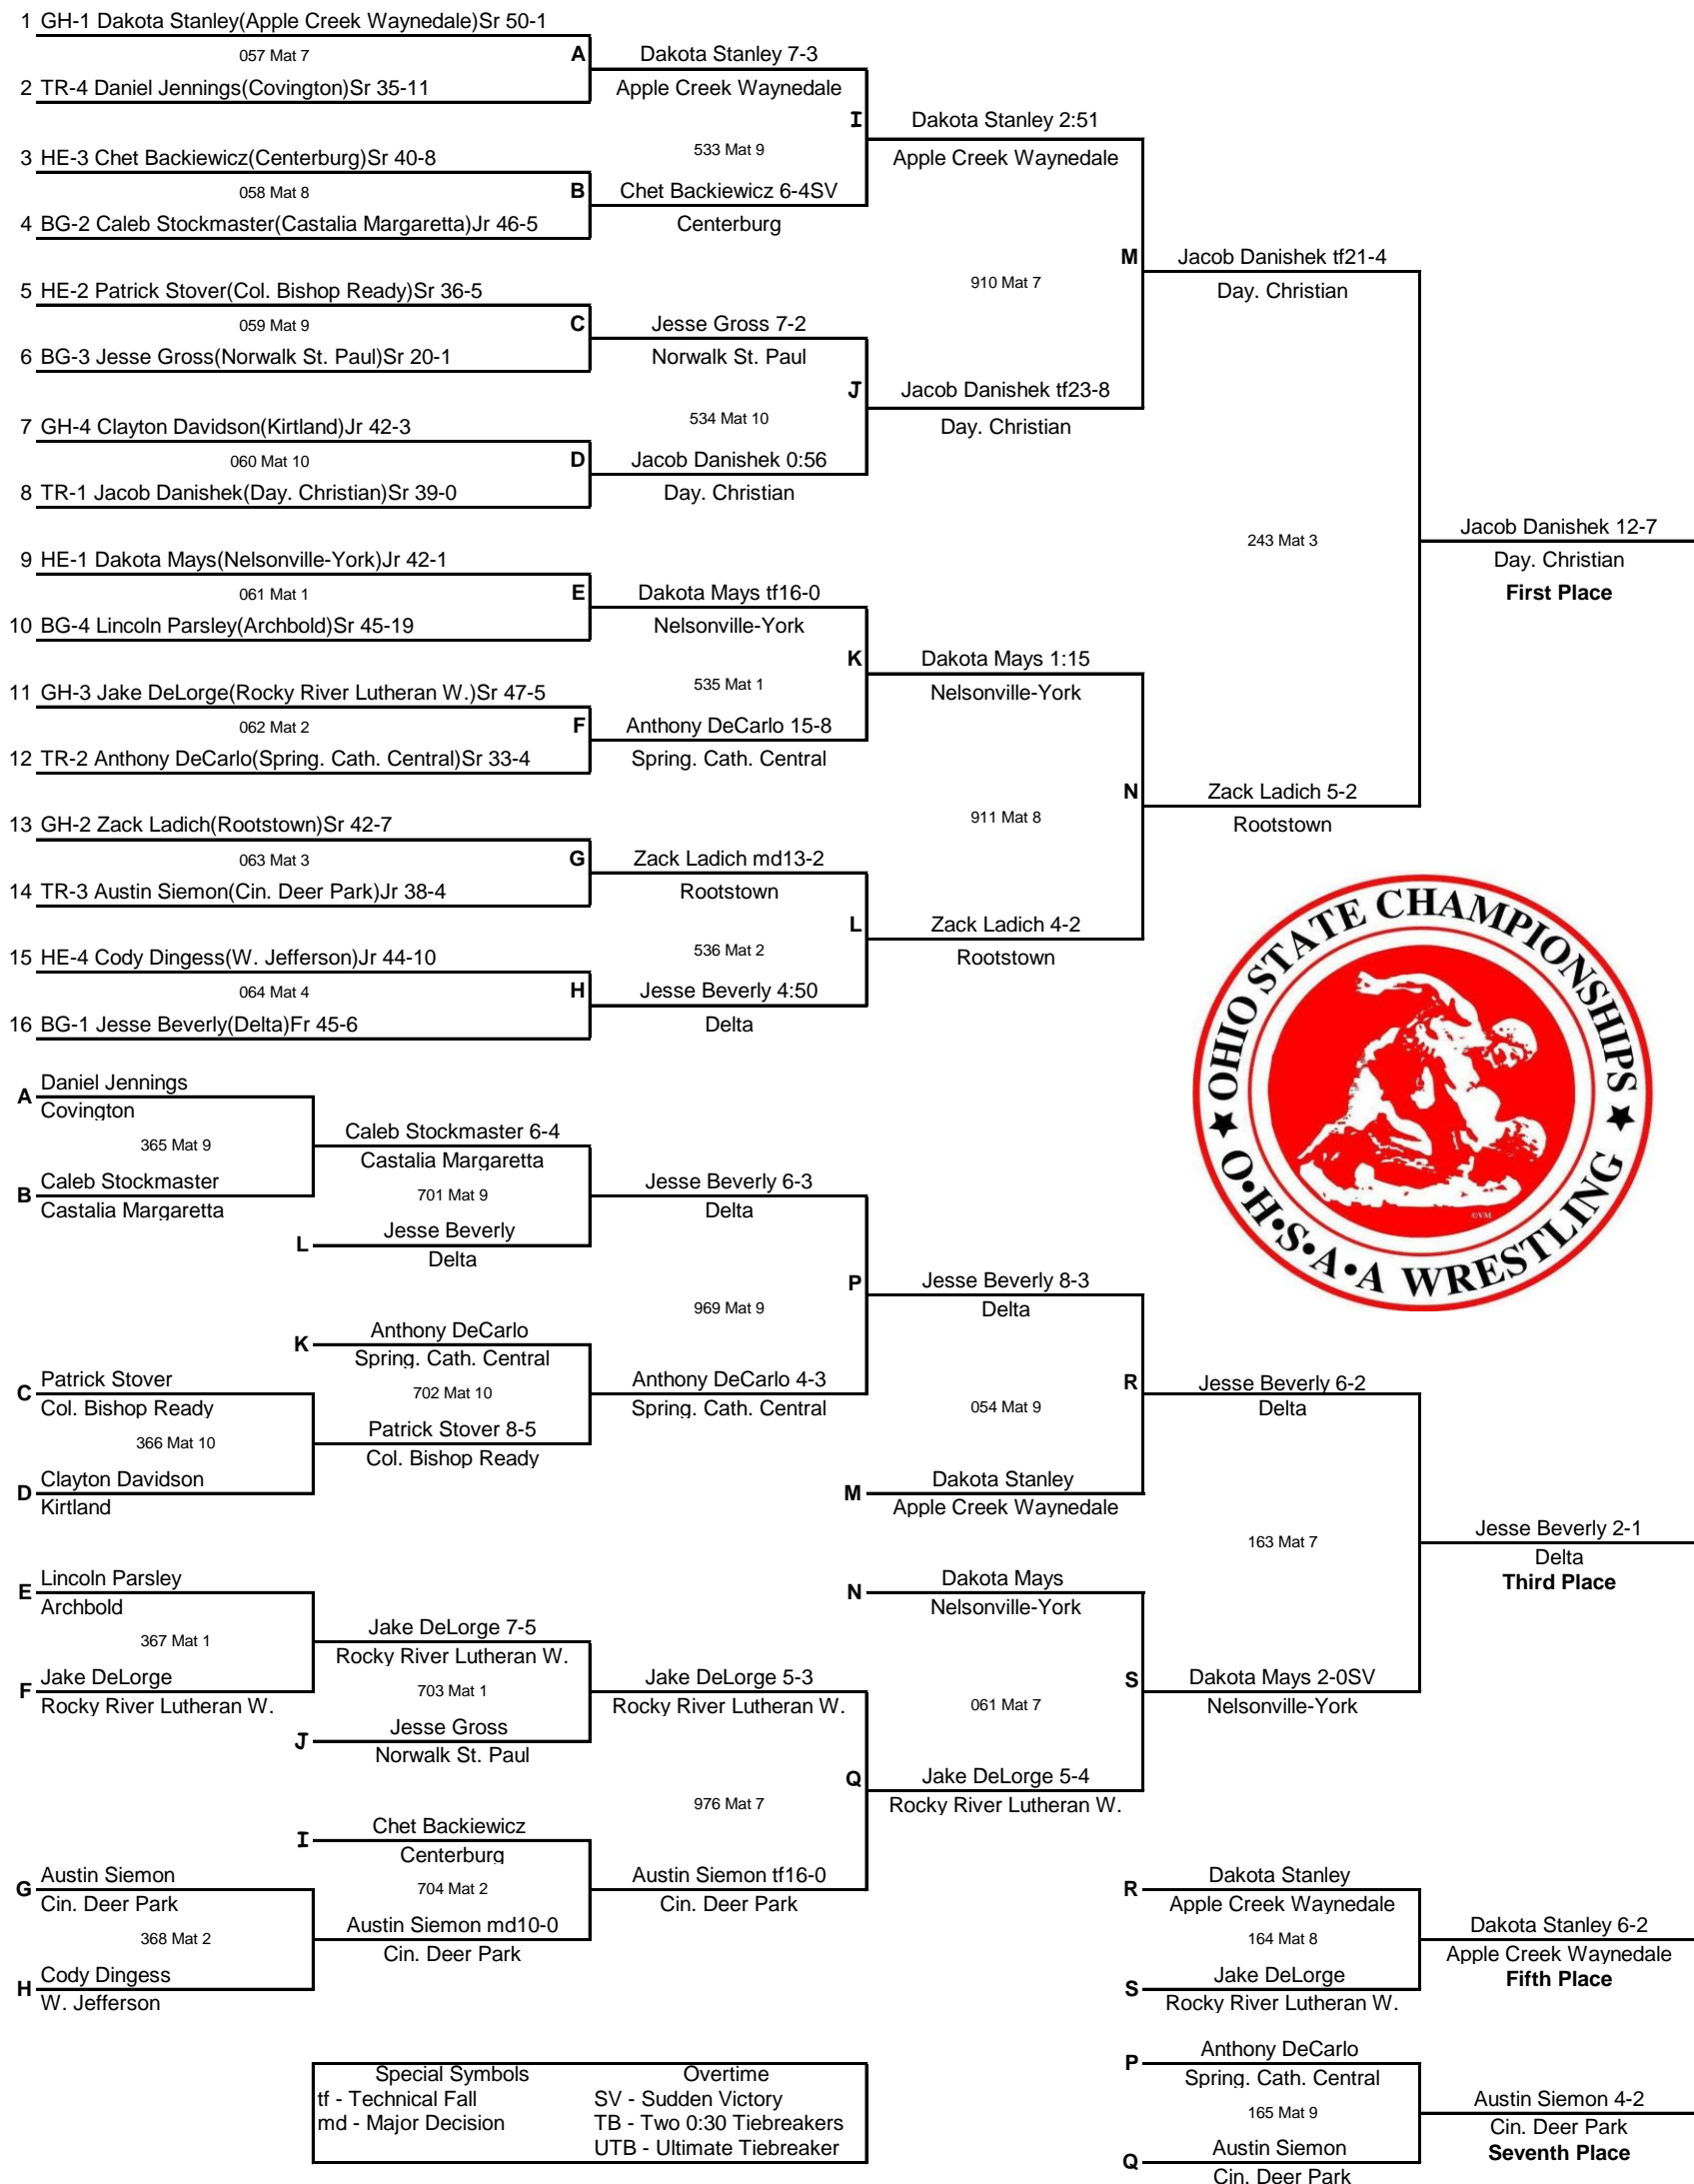 1 GH-1 Dakota Stanley(Apple Creek Waynedale)Sr 50-1
057 Mat 7
A
2 TR-4 Daniel Jennings(Covington)Sr 35-11
Dakota Stanley 7-3
Apple Creek Waynedale
533 Mat 9
I
3 HE-3 Chet Backiewicz(Centerburg)Sr 40-8
058 Mat 8
B
4 BG-2 Caleb Stockmaster(Castalia Margaretta)Jr 46-5
Chet Backiewicz 6-4SV
Centerburg
Dakota Stanley 2:51
Apple Creek Waynedale
910 Mat 7
M
5 HE-2 Patrick Stover(Col. Bishop Ready)Sr 36-5
059 Mat 9
C
6 BG-3 Jesse Gross(Norwalk St. Paul)Sr 20-1
Jesse Gross 7-2
Norwalk St. Paul
534 Mat 10
J
7 GH-4 Clayton Davidson(Kirtland)Jr 42-3
060 Mat 10
D
8 TR-1 Jacob Danishek(Day. Christian)Sr 39-0
Jacob Danishek 0:56
Day. Christian
Jacob Danishek tf23-8
Day. Christian
Jacob Danishek tf21-4
Day. Christian
243 Mat 3
Jacob Danishek 12-7
Day. Christian
First Place
9 HE-1 Dakota Mays(Nelsonville-York)Jr 42-1
061 Mat 1
E
10 BG-4 Lincoln Parsley(Archbold)Sr 45-19
Dakota Mays tf16-0
Nelsonville-York
535 Mat 1
K
11 GH-3 Jake DeLorge(Rocky River Lutheran W.)Sr 47-5
062 Mat 2
F
12 TR-2 Anthony DeCarlo(Spring. Cath. Central)Sr 33-4
Anthony DeCarlo 15-8
Spring. Cath. Central
Dakota Mays 1:15
Nelsonville-York
911 Mat 8
N
13 GH-2 Zack Ladich(Rootstown)Sr 42-7
063 Mat 3
G
14 TR-3 Austin Siemon(Cin. Deer Park)Jr 38-4
Zack Ladich md13-2
Rootstown
536 Mat 2
L
15 HE-4 Cody Dingess(W. Jefferson)Jr 44-10
064 Mat 4
H
16 BG-1 Jesse Beverly(Delta)Fr 45-6
Jesse Beverly 4:50
Delta
Zack Ladich 4-2
Rootstown
Zack Ladich 5-2
Rootstown
★ OHIO STATE CHAMPIONSHIPS ★
O•H•S•A•A WRESTLING
©VM
A Daniel Jennings
Covington
365 Mat 9
B Caleb Stockmaster
Castalia Margaretta
Caleb Stockmaster 6-4
Castalia Margaretta
701 Mat 9
L Jesse Beverly
Delta
Jesse Beverly 6-3
Delta
969 Mat 9
P
K Anthony DeCarlo
Spring. Cath. Central
702 Mat 10
C Patrick Stover
Col. Bishop Ready
366 Mat 10
D Clayton Davidson
Kirtland
Patrick Stover 8-5
Col. Bishop Ready
Anthony DeCarlo 4-3
Spring. Cath. Central
Jesse Beverly 8-3
Delta
054 Mat 9
R
M Dakota Stanley
Apple Creek Waynedale
Jesse Beverly 6-2
Delta
163 Mat 7
Jesse Beverly 2-1
Delta
Third Place
E Lincoln Parsley
Archbold
367 Mat 1
F Jake DeLorge
Rocky River Lutheran W.
Jake DeLorge 7-5
Rocky River Lutheran W.
703 Mat 1
J Jesse Gross
Norwalk St. Paul
Jake DeLorge 5-3
Rocky River Lutheran W.
976 Mat 7
Q
N Dakota Mays
Nelsonville-York
061 Mat 7
S
Dakota Mays 2-0SV
Nelsonville-York
Jake DeLorge 5-4
Rocky River Lutheran W.
I Chet Backiewicz
Centerburg
704 Mat 2
G Austin Siemon
Cin. Deer Park
368 Mat 2
H Cody Dingess
W. Jefferson
Austin Siemon md10-0
Cin. Deer Park
Austin Siemon tf16-0
Cin. Deer Park
R Dakota Stanley
Apple Creek Waynedale
164 Mat 8
S Jake DeLorge
Rocky River Lutheran W.
Dakota Stanley 6-2
Apple Creek Waynedale
Fifth Place
P Anthony DeCarlo
Spring. Cath. Central
165 Mat 9
Q Austin Siemon
Cin. Deer Park
Austin Siemon 4-2
Cin. Deer Park
Seventh Place
Special Symbols Overtime
tf - Technical Fall SV - Sudden Victory
md - Major Decision TB - Two 0:30 Tiebreakers
UTB - Ultimate Tiebreaker